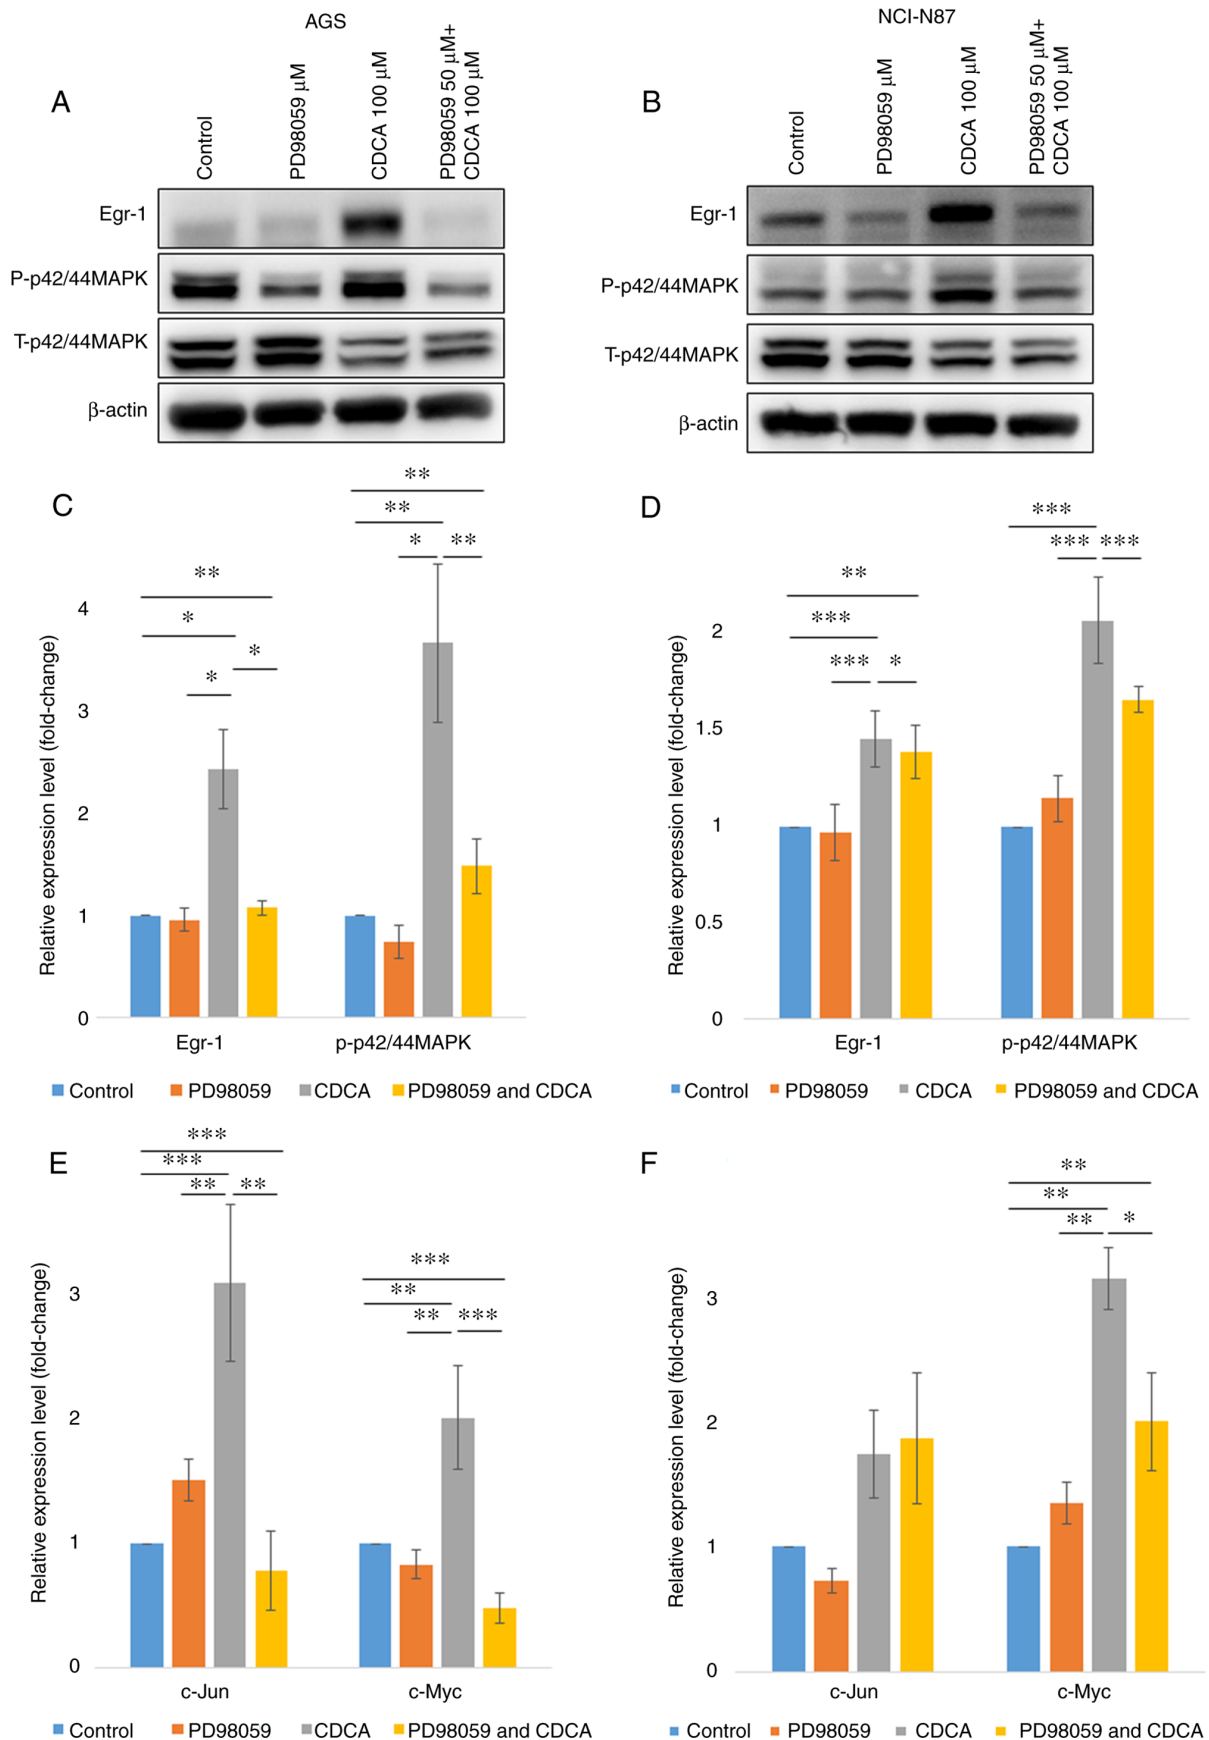 AGS
A
Control
PD98059 μM
CDCA 100 μM
PD98059 50 μM+
CDCA 100 μM
Egr-1
P-p42/44MAPK
T-p42/44MAPK
β-actin
NCI-N87
B
Control
PD98059 μM
CDCA 100 μM
PD98059 50 μM+
CDCA 100 μM
Egr-1
P-p42/44MAPK
T-p42/44MAPK
β-actin
C
Relative expression level (fold-change)
4
3
2
1
0
**
*
*
*
**
**
*
**
Egr-1
p-p42/44MAPK
Control
PD98059
CDCA
PD98059 and CDCA
D
Relative expression level (fold-change)
2
1.5
1
0.5
0
**
***
***
*
***
***
***
Egr-1
p-p42/44MAPK
Control
PD98059
CDCA
PD98059 and CDCA
E
Relative expression level (fold-change)
3
2
1
0
***
***
**
**
***
**
**
***
c-Jun
c-Myc
Control
PD98059
CDCA
PD98059 and CDCA
F
Relative expression level (fold-change)
3
2
1
0
**
**
**
*
c-Jun
c-Myc
Control
PD98059
CDCA
PD98059 and CDCA